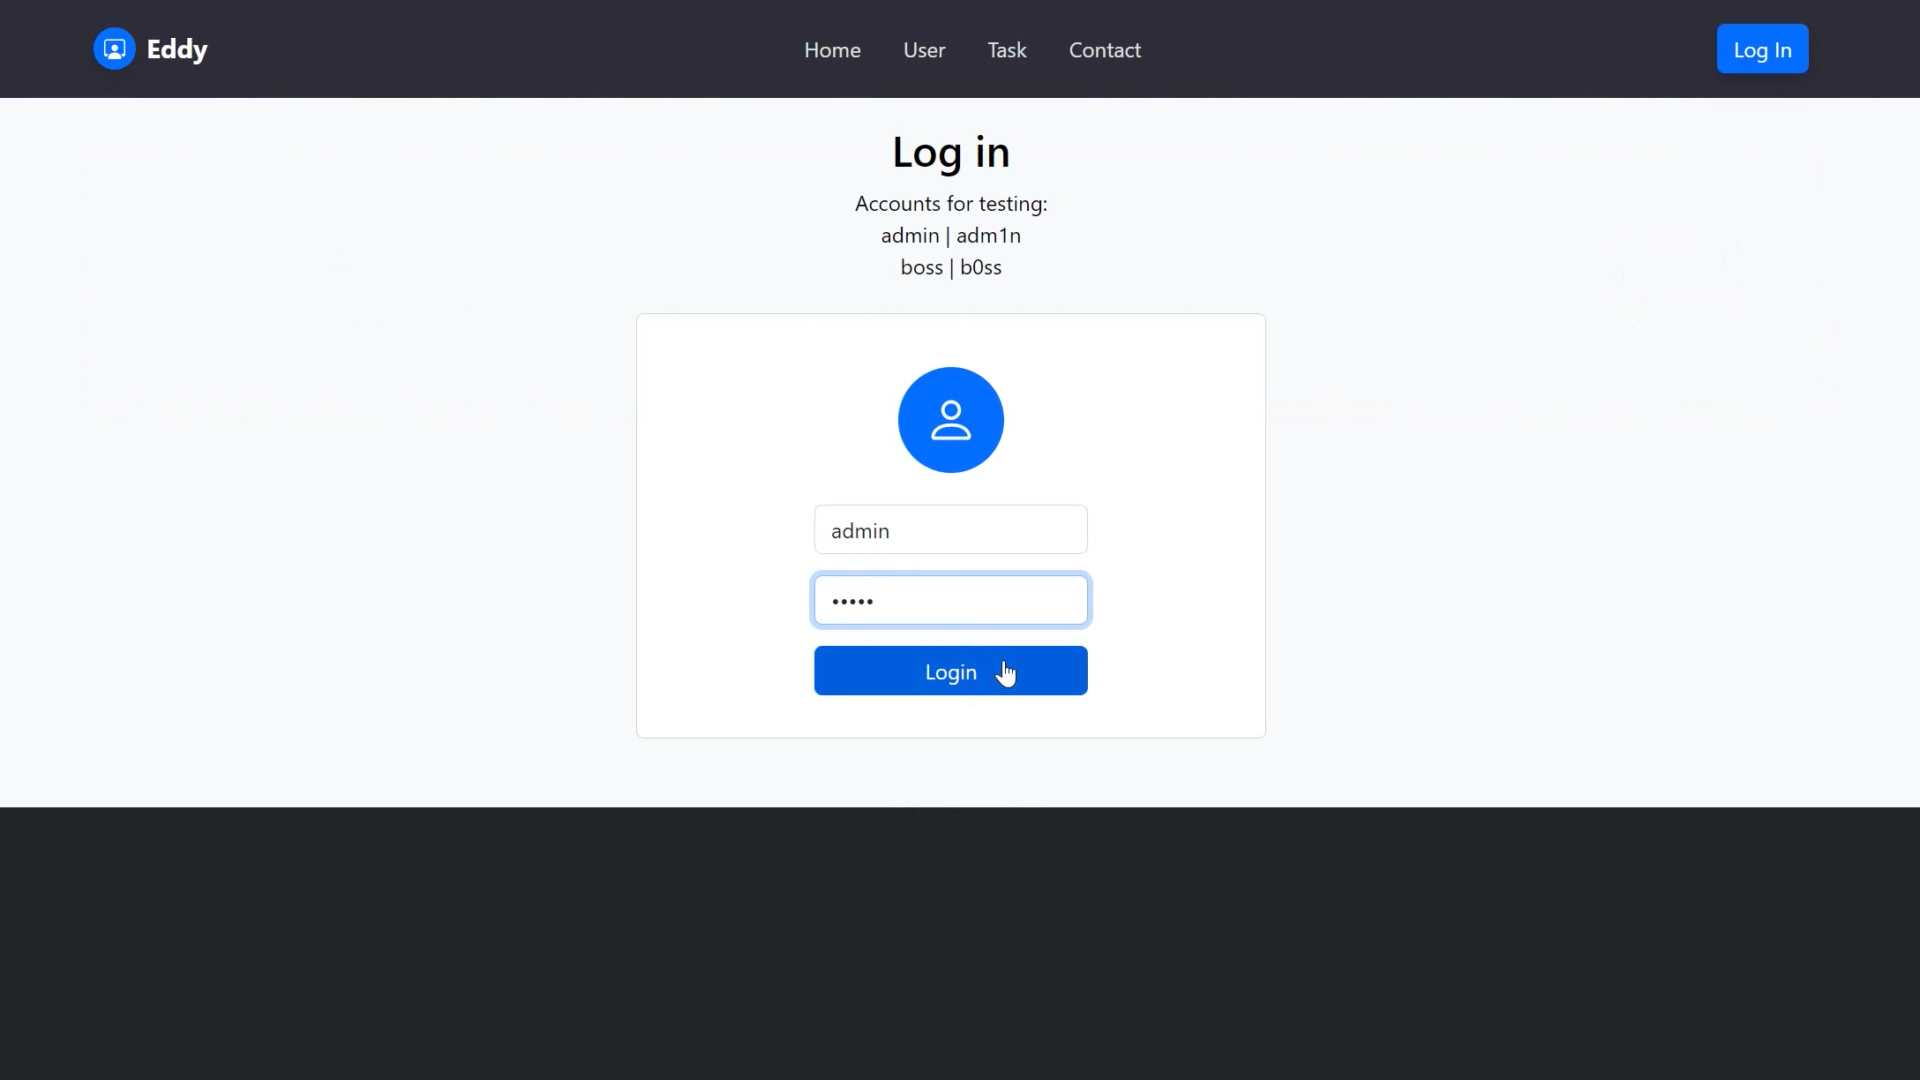 Eddy
Home User Task Contact
Log In
Log in
Accounts for testing:
admin | adm1n
boss | b0ss
admin
•••••
Login